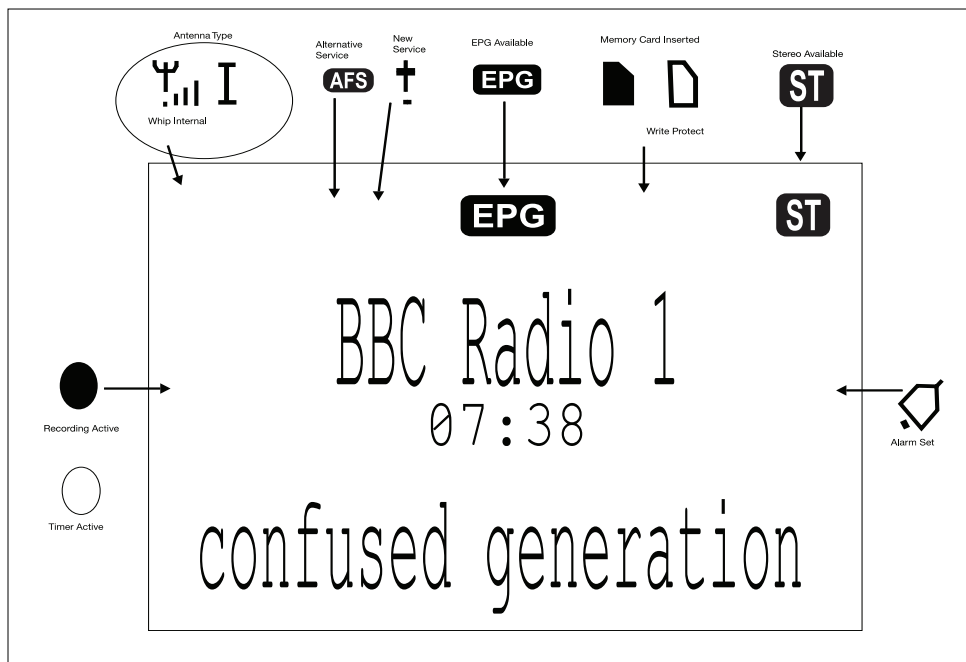 Antenna Type
I
Whip Internal
Alternative
Service
AFS
New
Service
EPG Available
EPG
Memory Card Inserted
Write Protect
Stereo Available
ST
EPG
ST
BBC Radio 1
07:38
confused generation
Recording Active
Timer Active
Alarm Set